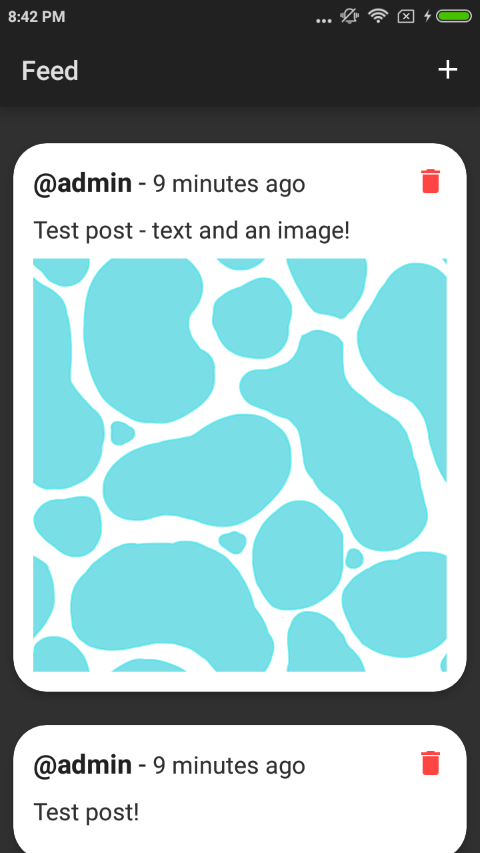 8:42 PM
Feed
@admin - 9 minutes ago
Test post - text and an image!
@admin - 9 minutes ago
Test post!